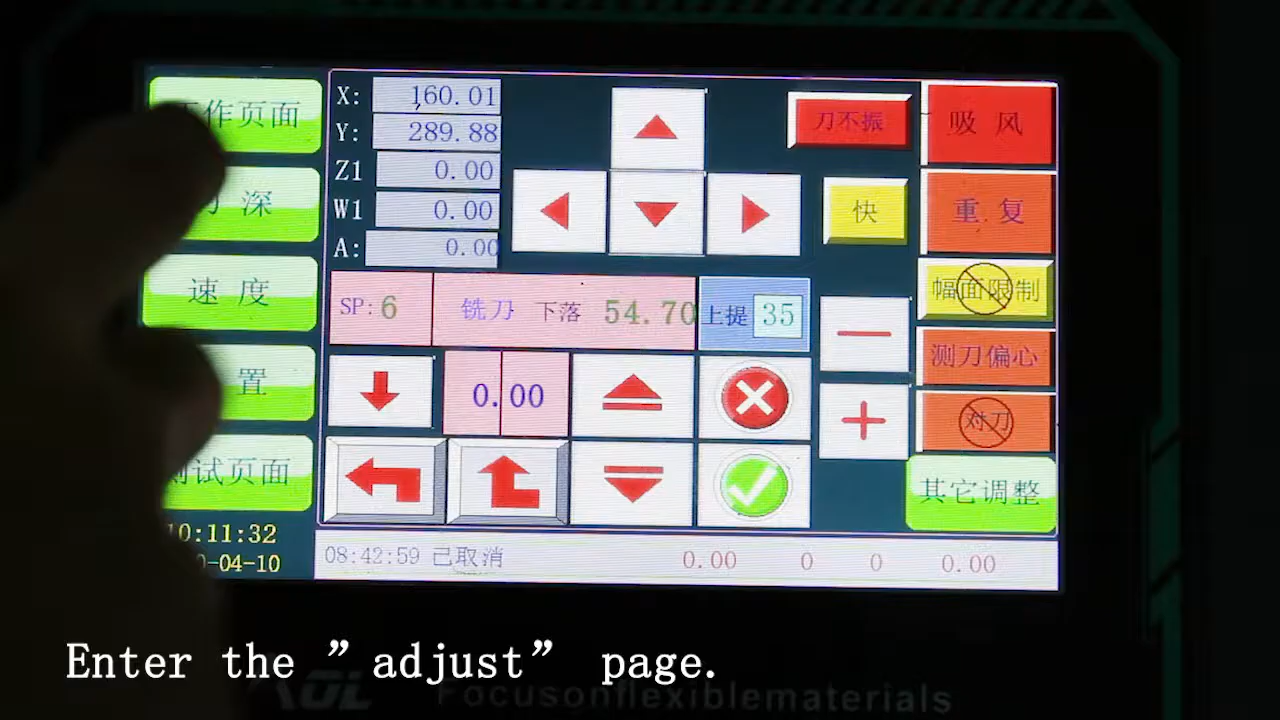 作页面
X: 160.01
Y: 289.88
Z1 0.00
W1 0.00
A: 0.00
刀不振
吸 风
深
快
重 复
速 度
SP: 6
铣刀 下落 54.70
上提 35
幅面限制
测刀偏心
置
0.00
对刀
试页面
其它调整
10:11:32
-04-10
08:42:59 已取消 0.00 0 0 0.00
Enter the ”adjust” page.
AOL Focusonflexiblematerials